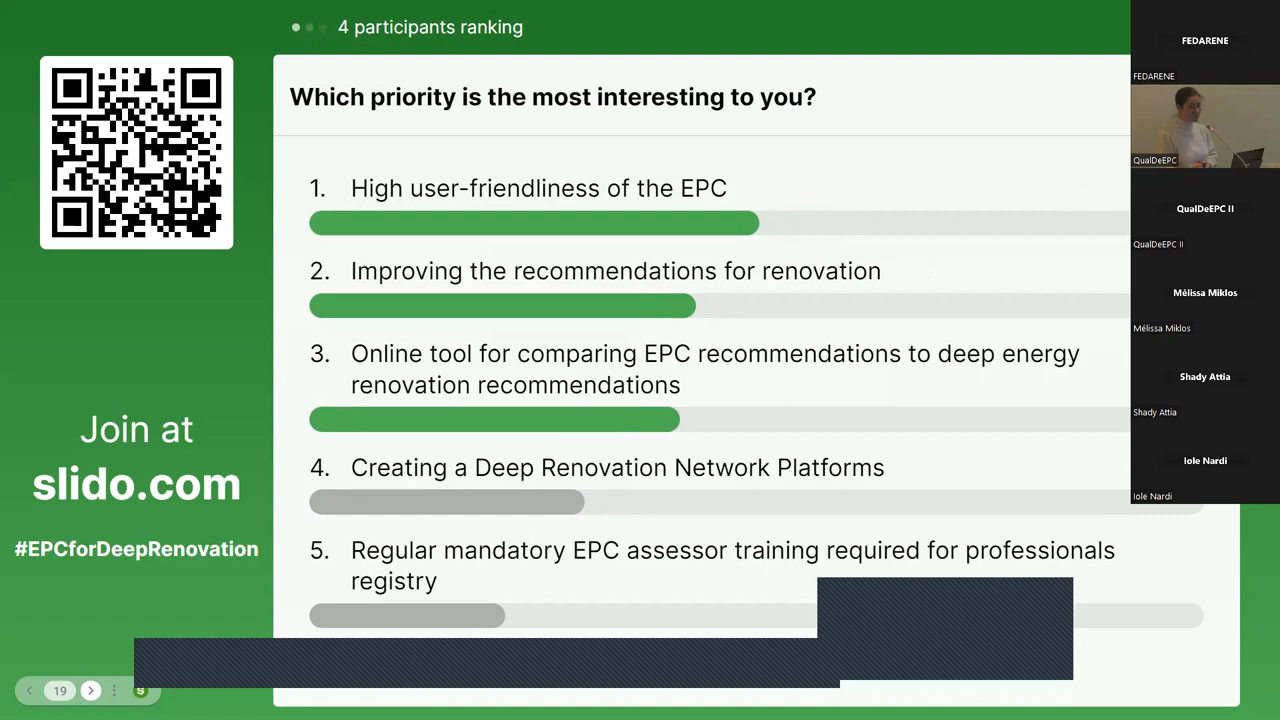 4 participants ranking
Which priority is the most interesting to you?
1. High user-friendliness of the EPC
2. Improving the recommendations for renovation
3. Online tool for comparing EPC recommendations to deep energy
renovation recommendations
4. Creating a Deep Renovation Network Platforms
5. Regular mandatory EPC assessor training required for professionals
registry
Join at
slido.com
#EPCforDeepRenovation
19
S
FEDARENE
FEDARENE
QualDeEPC
QualDeEPC II
QualDeEPC II
Mélissa Miklos
Mélissa Miklos
Shady Attia
Shady Attia
Iole Nardi
Iole Nardi